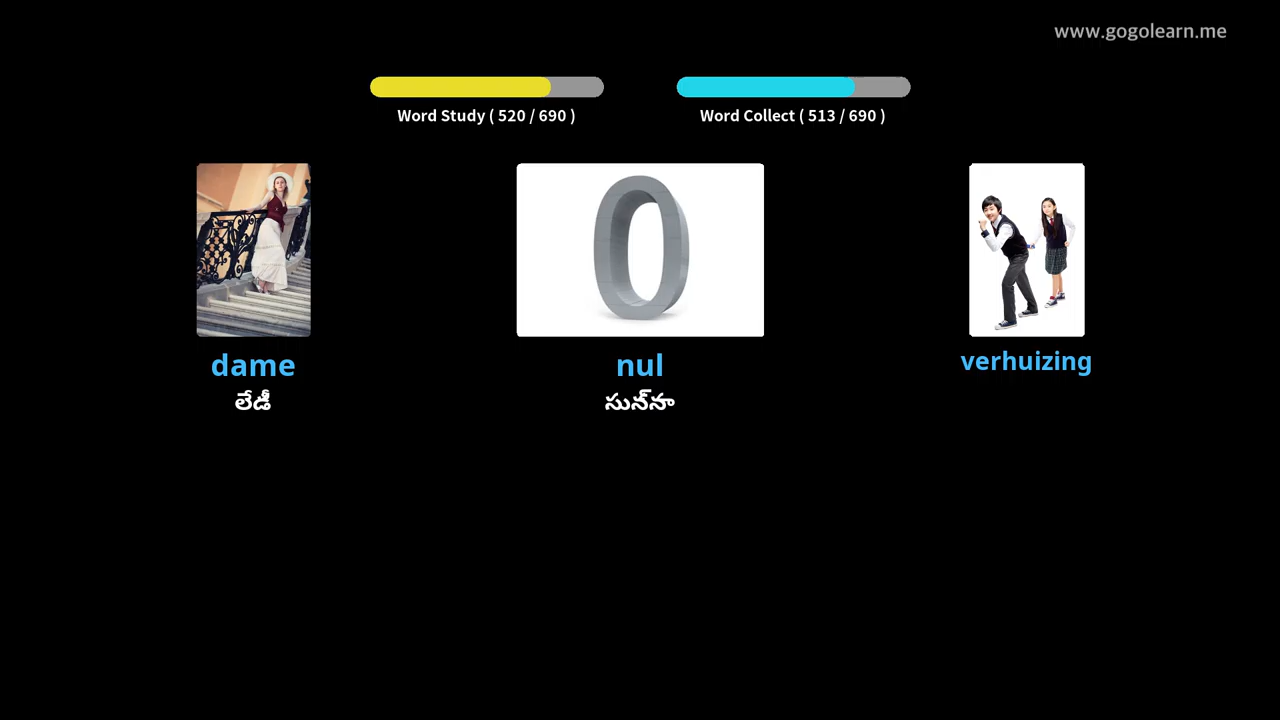 www.gogolearn.me
Word Study ( 520 / 690 )
Word Collect ( 513 / 690 )
dame
nul
verhuizing
లేడీ
సున్‌నా